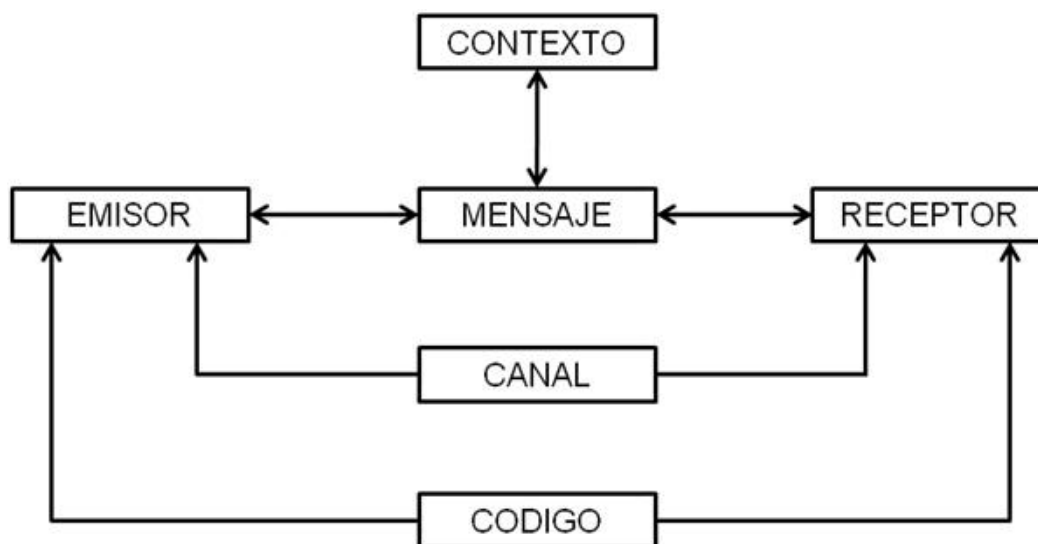 CONTEXTO
EMISOR
MENSAJE
RECEPTOR
CANAL
CODIGO